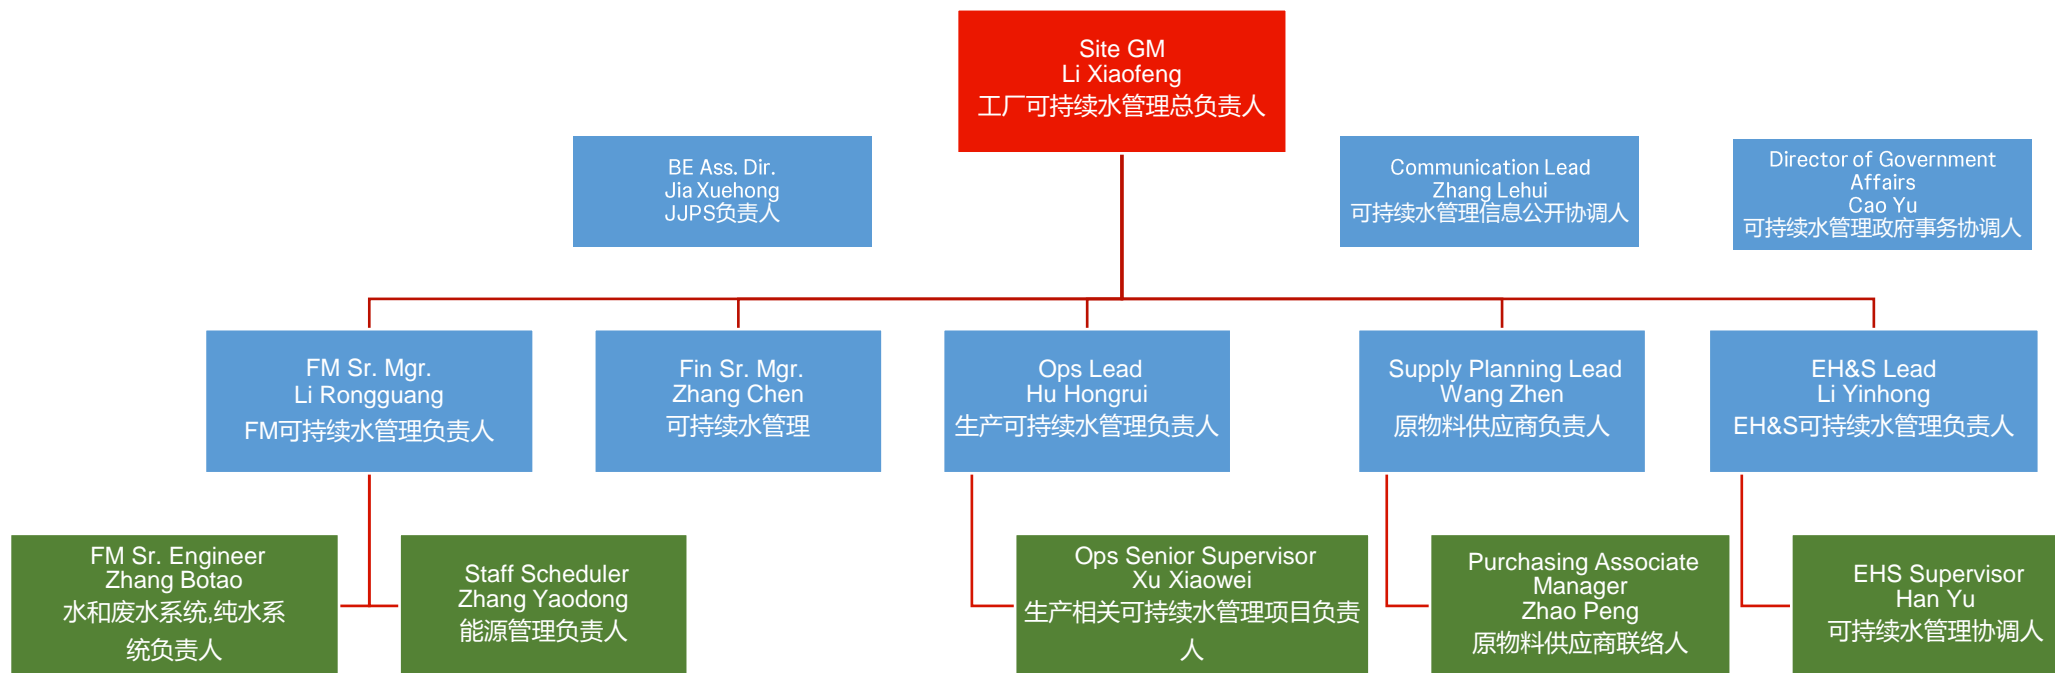 Site GM
Li Xiaofeng
工厂可持续水管理总负责人
BE Ass. Dir.
Jia Xuehong
JJPS负责人
Communication Lead
Zhang Lehui
可持续水管理信息公开协调人
Director of Government
Affairs
Cao Yu
可持续水管理政府事务协调人
FM Sr. Mgr.
Li Rongguang
FM可持续水管理负责人
Fin Sr. Mgr.
Zhang Chen
可持续水管理
Ops Lead
Hu Hongrui
生产可持续水管理负责人
Supply Planning Lead
Wang Zhen
原物料供应商负责人
EH&S Lead
Li Yinhong
EH&S可持续水管理负责人
FM Sr. Engineer
Zhang Botao
水和废水系统,纯水系
统负责人
Staff Scheduler
Zhang Yaodong
能源管理负责人
Ops Senior Supervisor
Xu Xiaowei
生产相关可持续水管理项目负责
人
Purchasing Associate
Manager
Zhao Peng
原物料供应商联络人
EHS Supervisor
Han Yu
可持续水管理协调人